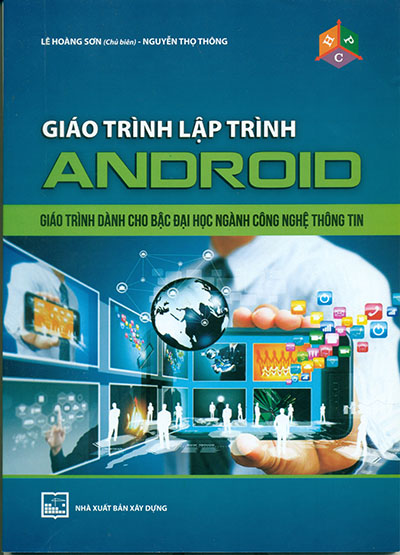 LÊ HOÀNG SƠN (Chủ biên) - NGUYỄN THỌ THÔNG
H P C
GIÁO TRÌNH LẬP TRÌNH
ANDROID
GIÁO TRÌNH DÀNH CHO BẬC ĐẠI HỌC NGÀNH CÔNG NGHỆ THÔNG TIN
NHÀ XUẤT BẢN XÂY DỰNG